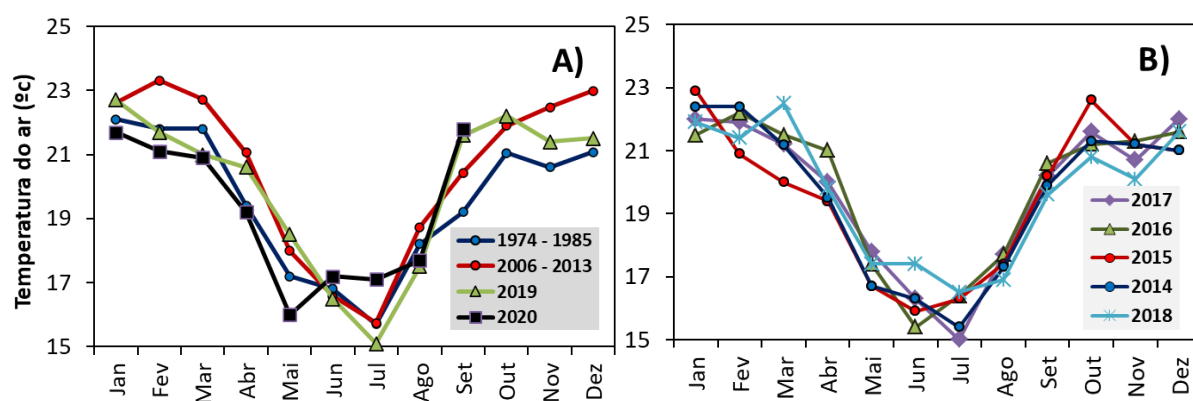 Temperatura do ar (ºc)
A)
25
23
21
19
17
15
1974 - 1985
2006 - 2013
2019
2020
Jan Fev Mar Abr Mai Jun Jul Ago Set Out Nov Dez
B)
25
23
21
19
17
15
2017
2016
2015
2014
2018
Jan Fev Mar Abr Mai Jun Jul Ago Set Out Nov Dez